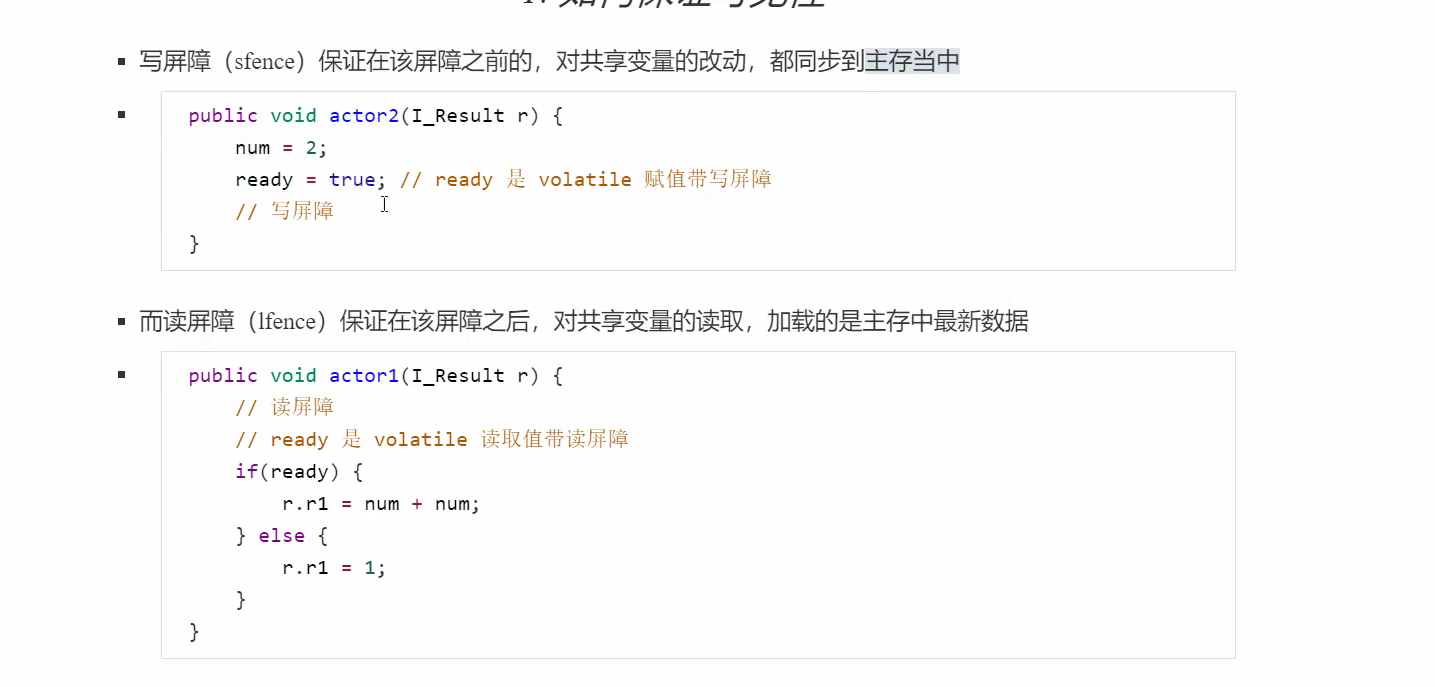 写屏障（sfence）保证在该屏障之前的，对共享变量的改动，都同步到主存当中
public void actor2(I_Result r) {
num = 2;
ready = true; // ready 是 volatile 赋值带写屏障
// 写屏障
}
而读屏障（lfence）保证在该屏障之后，对共享变量的读取，加载的是主存中最新数据
public void actor1(I_Result r) {
// 读屏障
// ready 是 volatile 读取值带读屏障
if(ready) {
r.r1 = num + num;
} else {
r.r1 = 1;
}
}